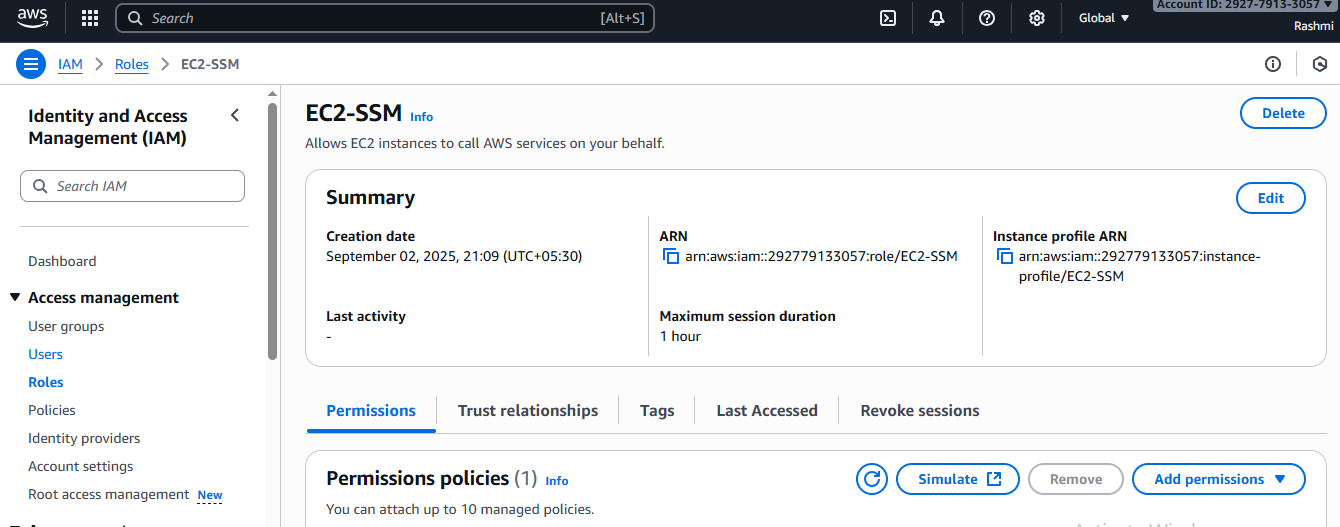 aws
Search
[Alt+S]
Global
Account ID: 2927-7913-3057
Rashmi
IAM
Roles
EC2-SSM
Identity and Access
Management (IAM)
Search IAM
Dashboard
Access management
User groups
Users
Roles
Policies
Identity providers
Account settings
Root access management New
EC2-SSM Info
Delete
Allows EC2 instances to call AWS services on your behalf.
Summary
Edit
Creation date
September 02, 2025, 21:09 (UTC+05:30)
ARN
arn:aws:iam::292779133057:role/EC2-SSM
Instance profile ARN
arn:aws:iam::292779133057:instance-
profile/EC2-SSM
Last activity
-
Maximum session duration
1 hour
Permissions
Trust relationships
Tags
Last Accessed
Revoke sessions
Permissions policies (1) Info
Simulate
Remove
Add permissions
You can attach up to 10 managed policies.